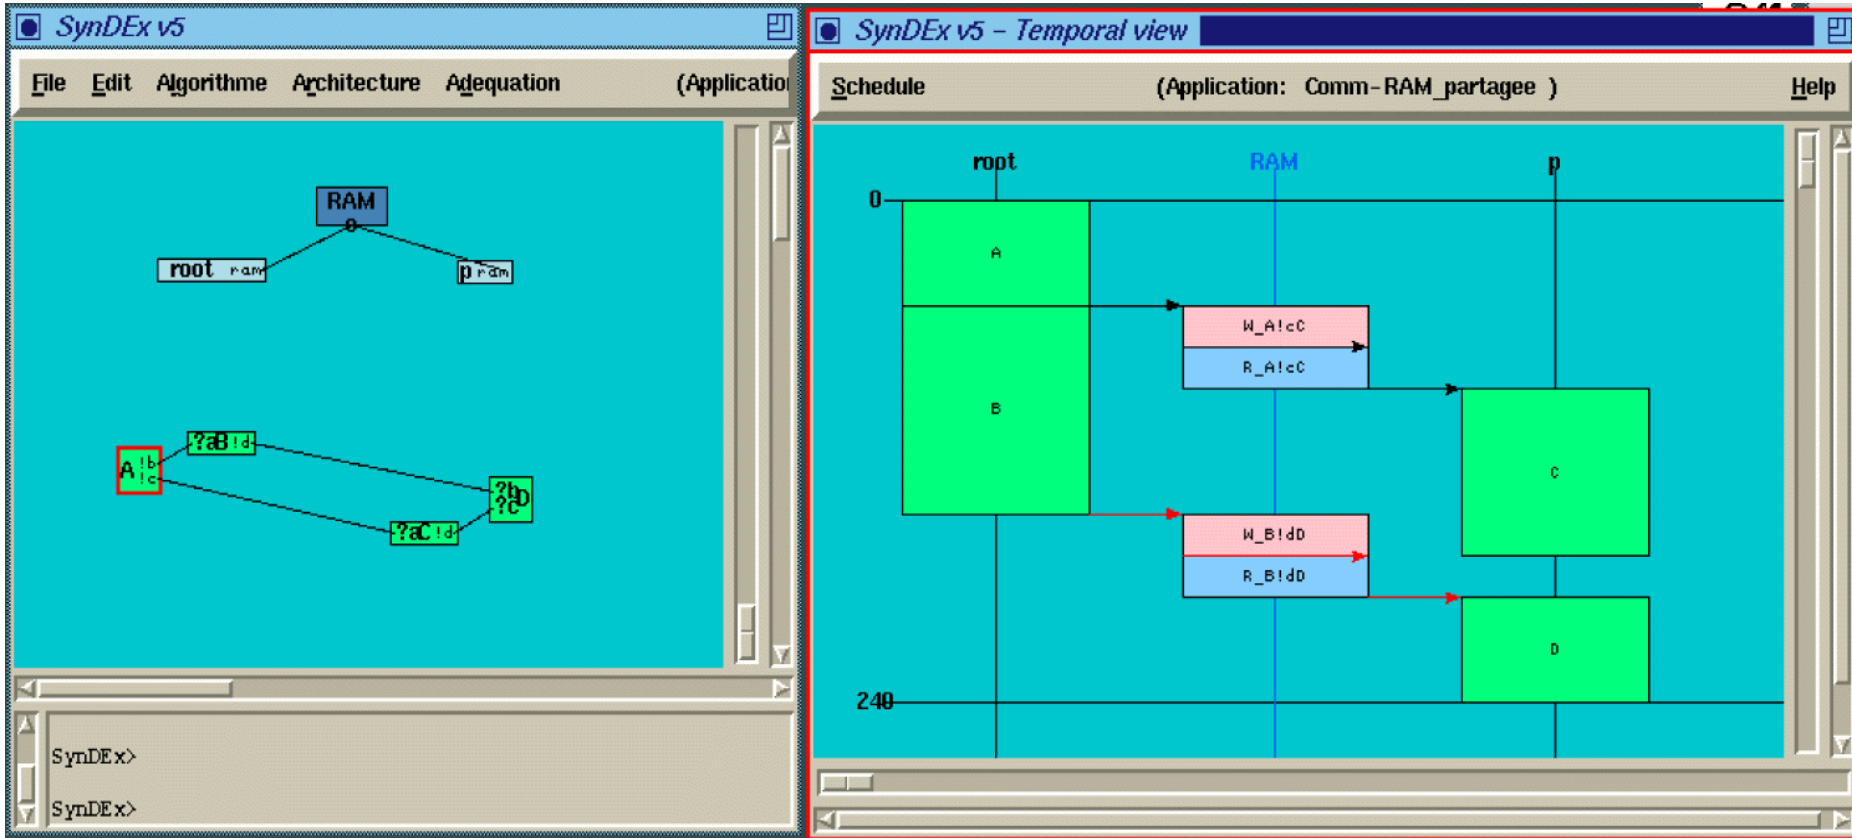 SynDEx v5
File Edit Algorithme Architecture Adequation (Applicatio
RAM
o
root ram
p ram
?aB!d
A !b
!c
?b
?c D
?aC!d
SynDEx>
SynDEx>
SynDEx v5 - Temporal view
Schedule (Application: Comm-RAM_partagee ) Help
root RAM p
0
A
W_A!cC
R_A!cC
B
C
W_B!dD
R_B!dD
D
240